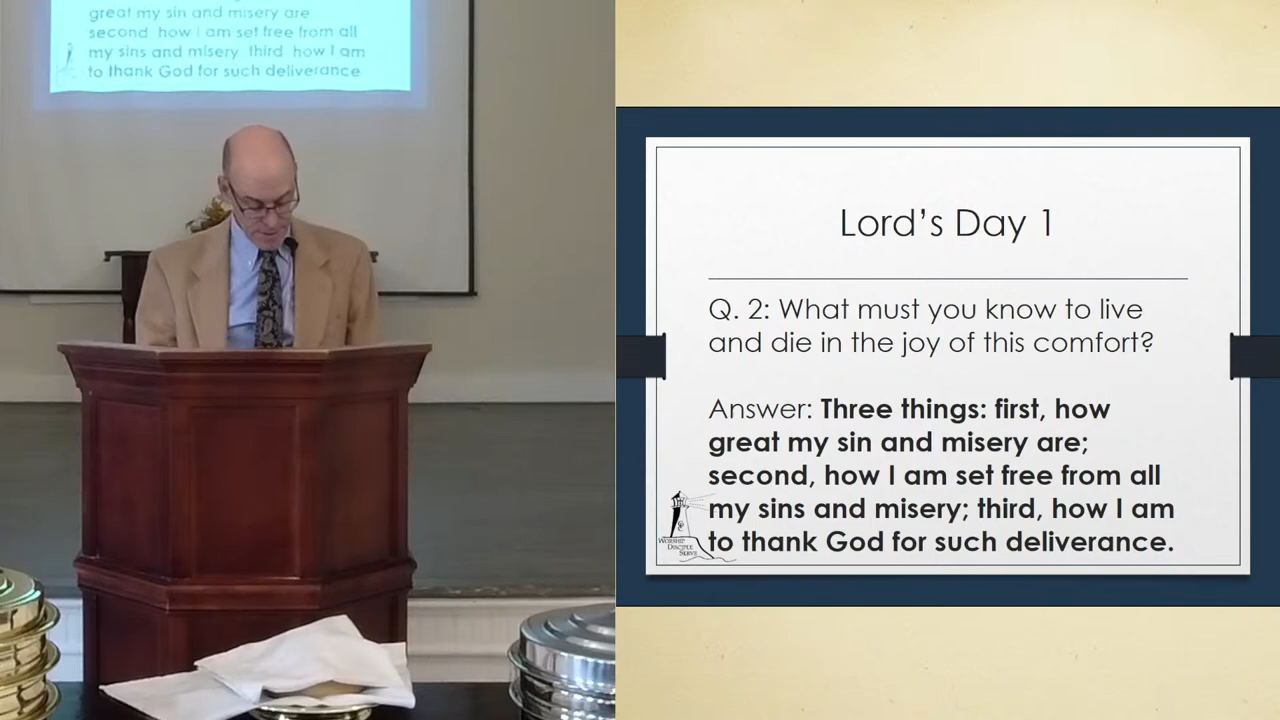 great my sin and misery are
second how I am set free from all
my sins and misery third how I am
to thank God for such deliverance
Lord's Day 1
Q. 2: What must you know to live
and die in the joy of this comfort?
Answer: Three things: first, how
great my sin and misery are;
second, how I am set free from all
my sins and misery; third, how I am
to thank God for such deliverance.
WORSHIP
DISCIPLE
SERVE